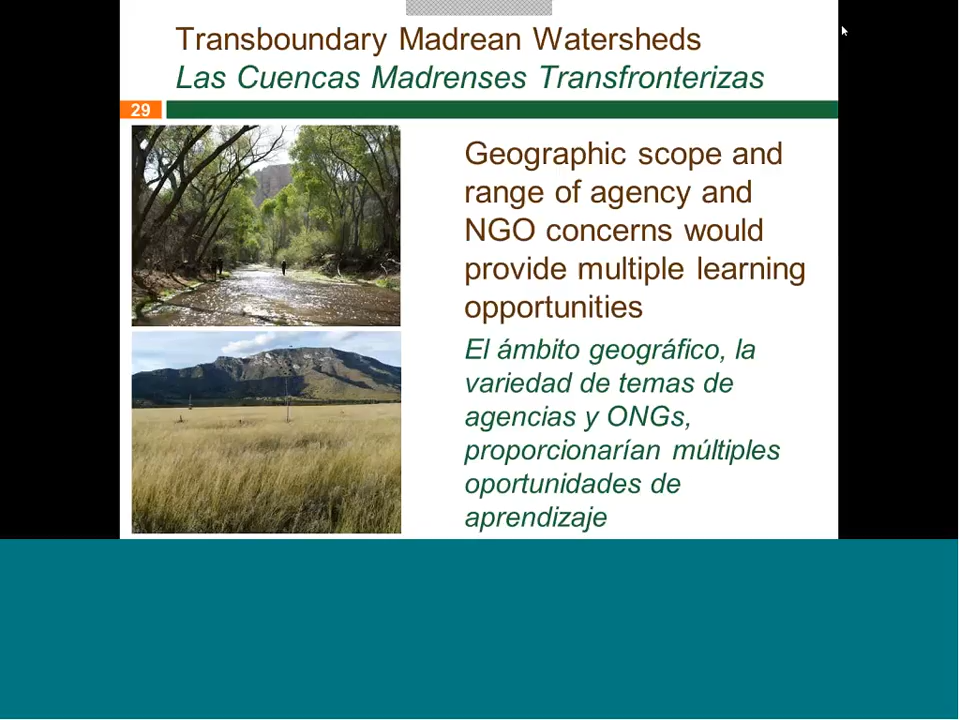 Transboundary Madrean Watersheds
Las Cuencas Madrenses Transfronterizas
29
Geographic scope and
range of agency and
NGO concerns would
provide multiple learning
opportunities
El ámbito geográfico, la
variedad de temas de
agencias y ONGs,
proporcionarían múltiples
oportunidades de
aprendizaje